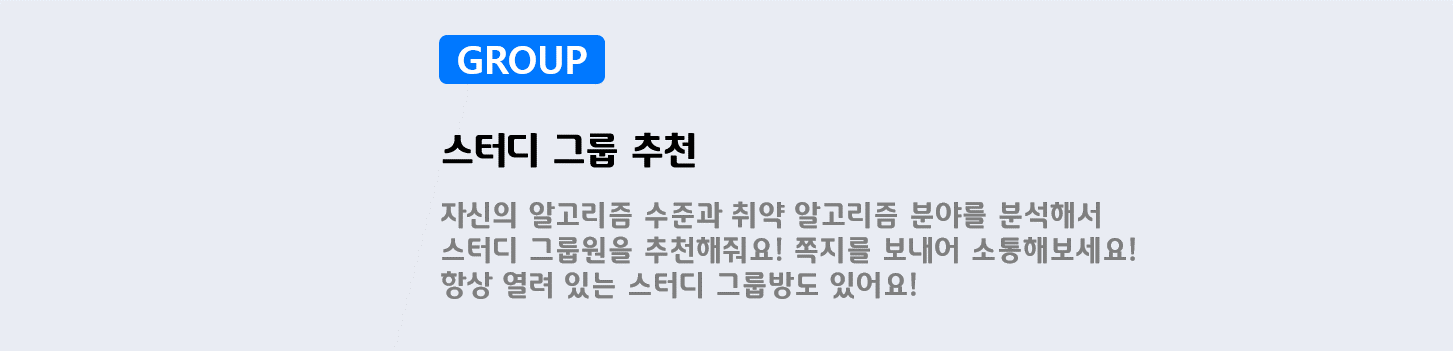 GROUP
스터디 그룹 추천
자신의 알고리즘 수준과 취약 알고리즘 분야를 분석해서
스터디 그룹원을 추천해줘요! 쪽지를 보내어 소통해보세요!
항상 열려 있는 스터디 그룹방도 있어요!